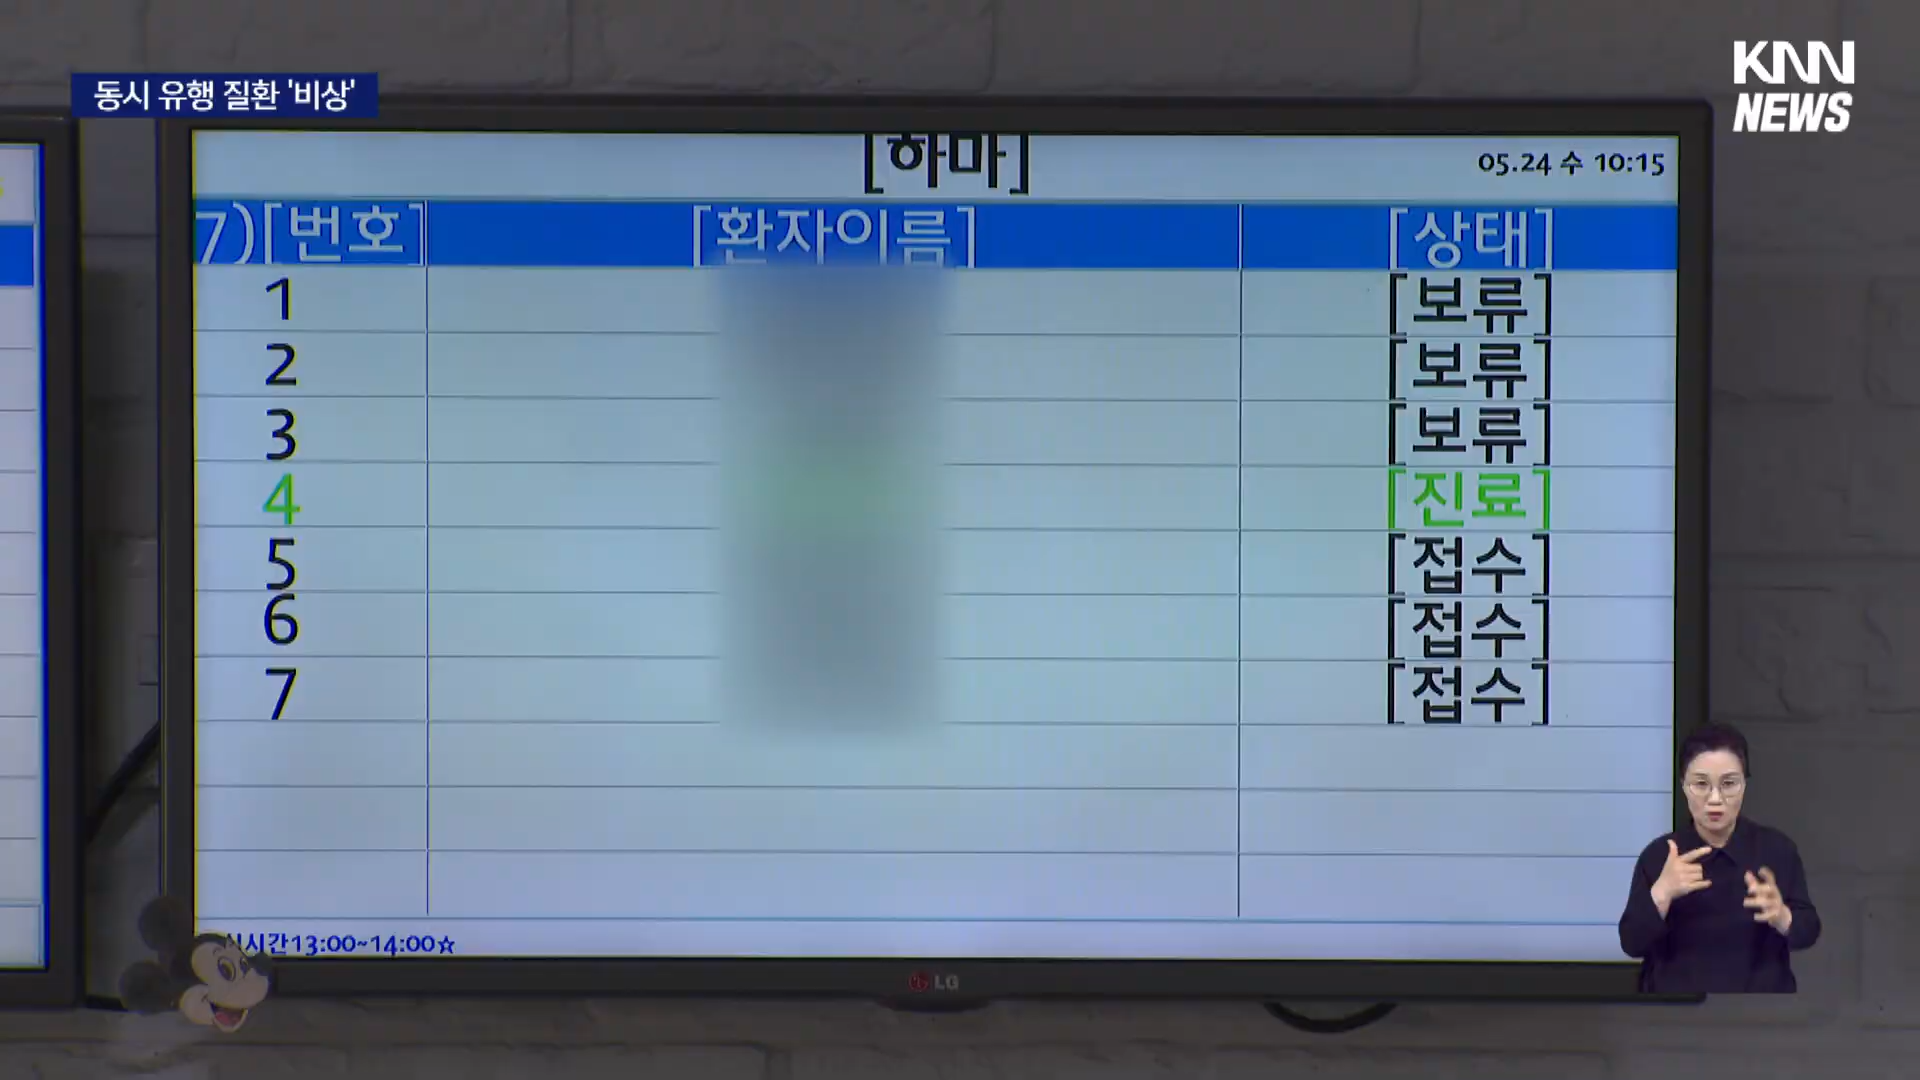 동시 유행 질환 '비상'
KNN
NEWS
[하마]
05.24 수 10:15
7)[번호] [환자이름] [상태]
1 [보류]
2 [보류]
3 [보류]
4 [진료]
5 [접수]
6 [접수]
7 [접수]
시간13:00~14:00☆
LG